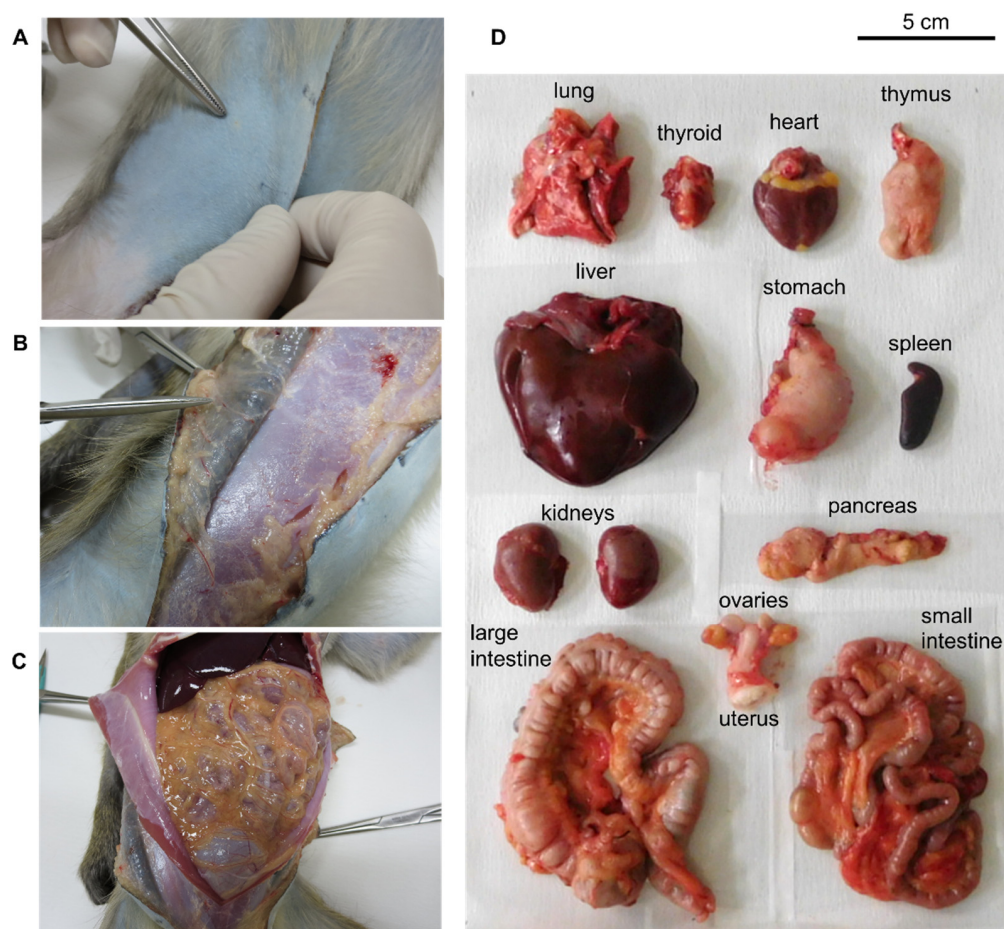 A
B
C
D
5 cm
lung
thyroid
heart
thymus
liver
stomach
spleen
kidneys
pancreas
large
intestine
ovaries
uterus
small
intestine